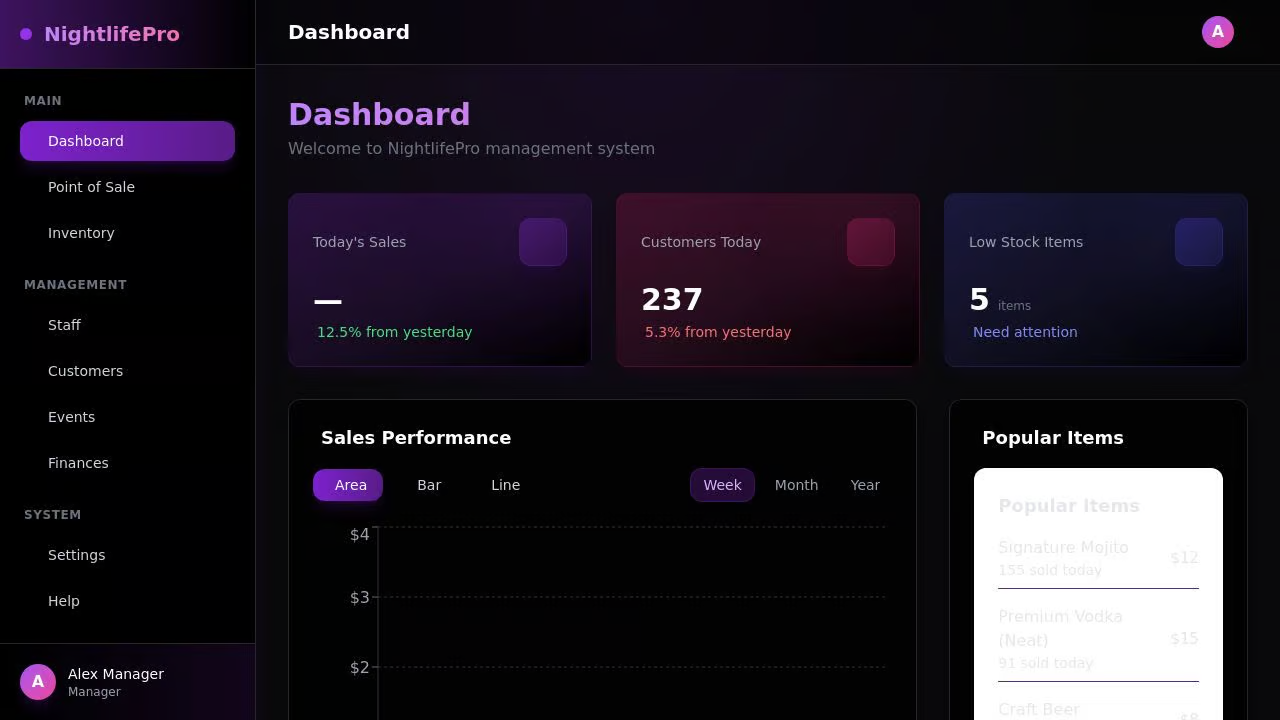 NightlifePro
MAIN
Dashboard
Point of Sale
Inventory
MANAGEMENT
Staff
Customers
Events
Finances
SYSTEM
Settings
Help
A
Alex Manager
Manager
Dashboard
A
Dashboard
Welcome to NightlifePro management system
Today's Sales
—
12.5% from yesterday
Customers Today
237
5.3% from yesterday
Low Stock Items
5 items
Need attention
Sales Performance
Area Bar Line
Week Month Year
$4
$3
$2
Popular Items
Popular Items
Signature Mojito
155 sold today
$12
Premium Vodka
(Neat)
91 sold today
$15
Craft Beer
$8